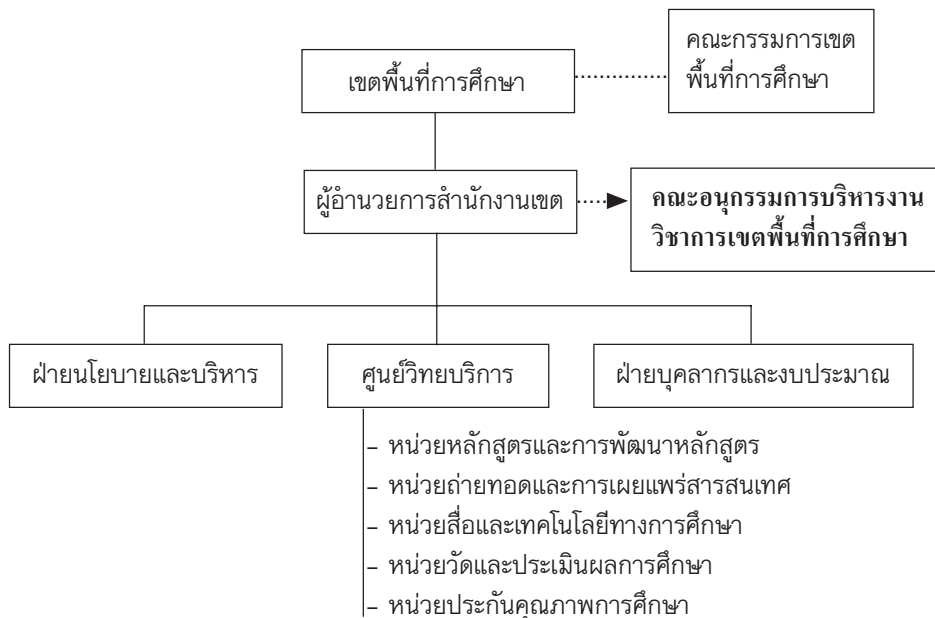 คณะกรรมการเขต
พื้นที่การศึกษา
เขตพื้นที่การศึกษา
ผู้อำนวยการสำนักงานเขต
คณะอนุกรรมการบริหารงาน
วิชาการเขตพื้นที่การศึกษา
ฝ่ายนโยบายและบริหาร
ศูนย์วิทยบริการ
ฝ่ายบุคลากรและงบประมาณ
– หน่วยหลักสูตรและการพัฒนาหลักสูตร
– หน่วยถ่ายทอดและการเผยแพร่สารสนเทศ
– หน่วยสื่อและเทคโนโลยีทางการศึกษา
– หน่วยวัดและประเมินผลการศึกษา
– หน่วยประกันคุณภาพการศึกษา